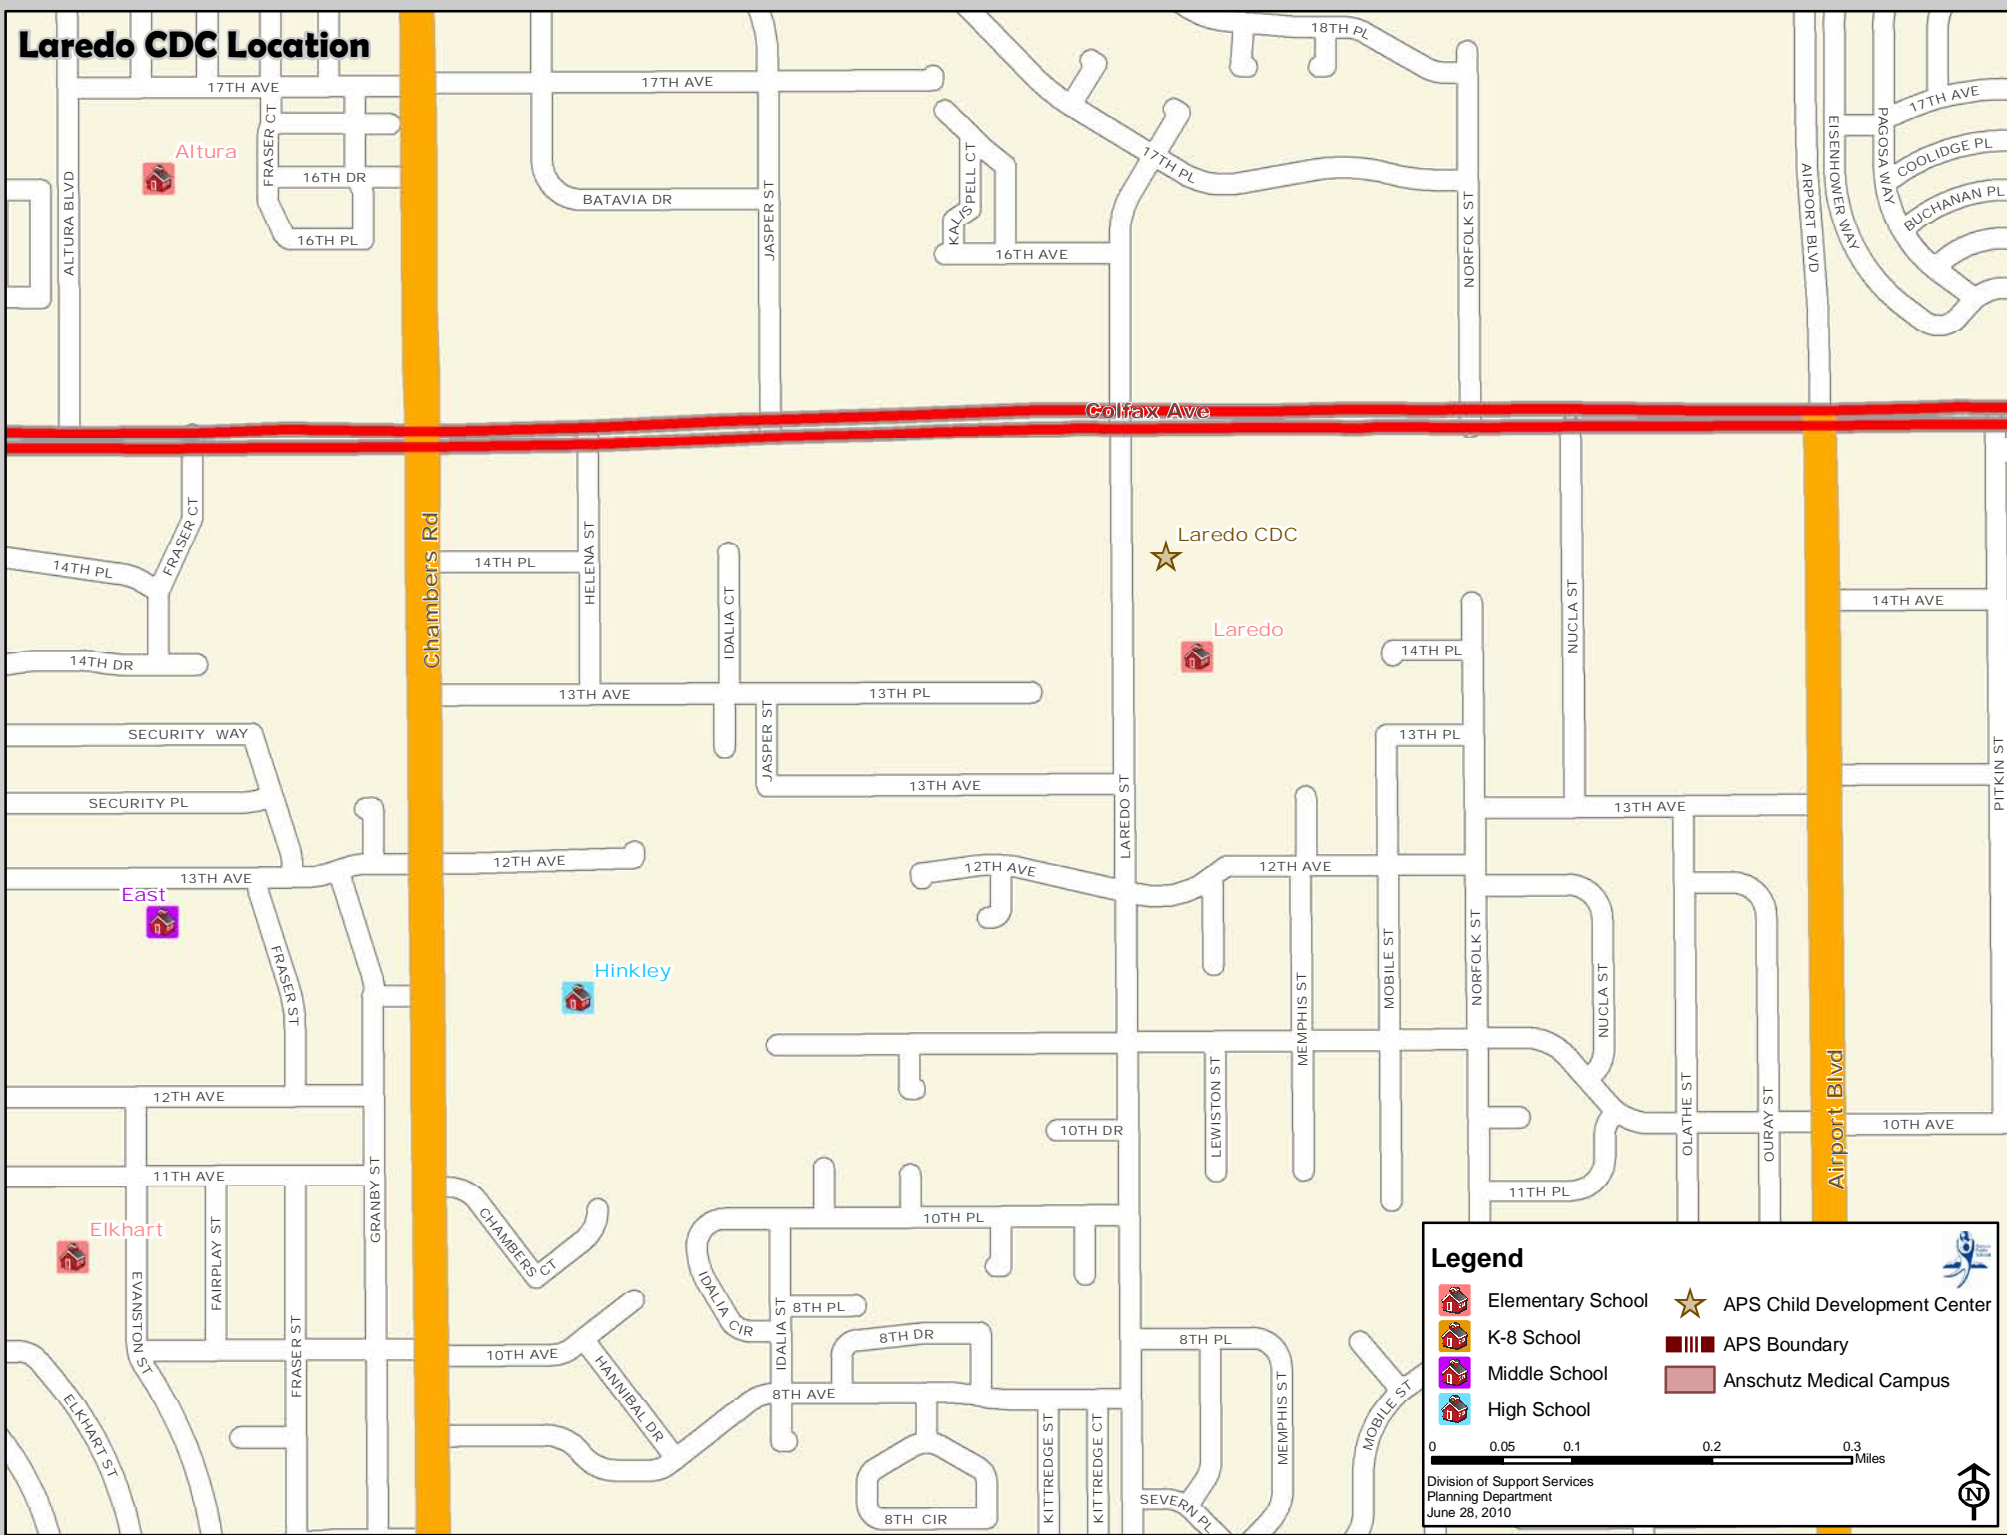 Laredo CDC Location
18TH PL
17TH AVE
17TH AVE
17TH AVE
FRASER CT
Altura
ALTURA BLVD
16TH DR
16TH PL
BATAVIA DR
JASPER ST
KALISPELL CT
16TH AVE
17TH PL
NORFOLK ST
AIRPORT BLVD
EISENHOWER WAY
PAGOSA WAY
COOLIDGE PL
BUCHANAN PL
Colfax Ave
FRASER CT
14TH PL
14TH DR
Chambers Rd
14TH PL
HELENA ST
IDALIA CT
Laredo CDC
Laredo
14TH PL
NUCLA ST
14TH AVE
13TH AVE
13TH PL
JASPER ST
13TH AVE
LAREDO ST
13TH PL
13TH AVE
PITKIN ST
SECURITY WAY
SECURITY PL
13TH AVE
12TH AVE
12TH AVE
12TH AVE
East
FRASER ST
Hinkley
MEMPHIS ST
MOBILE ST
NORFOLK ST
NUCLA ST
12TH AVE
11TH AVE
GRANBY ST
10TH DR
LEWISTON ST
OLATHE ST
OURAY ST
Airport Blvd
10TH AVE
11TH PL
Elkhart
EVANSTON ST
FAIRPLAY ST
FRASER ST
CHAMBERS CT
10TH PL
IDALIA CIR
IDALIA ST
8TH PL
8TH DR
8TH PL
10TH AVE
HANNIBAL DR
8TH AVE
ELKHART ST
8TH CIR
KITTREDGE ST
KITTREDGE CT
MEMPHIS ST
MOBILE ST
SEVERN PL
Legend
Elementary School
K-8 School
Middle School
High School
APS Child Development Center
APS Boundary
Anschutz Medical Campus
0 0.05 0.1 0.2 0.3
Miles
Division of Support Services
Planning Department
June 28, 2010
N